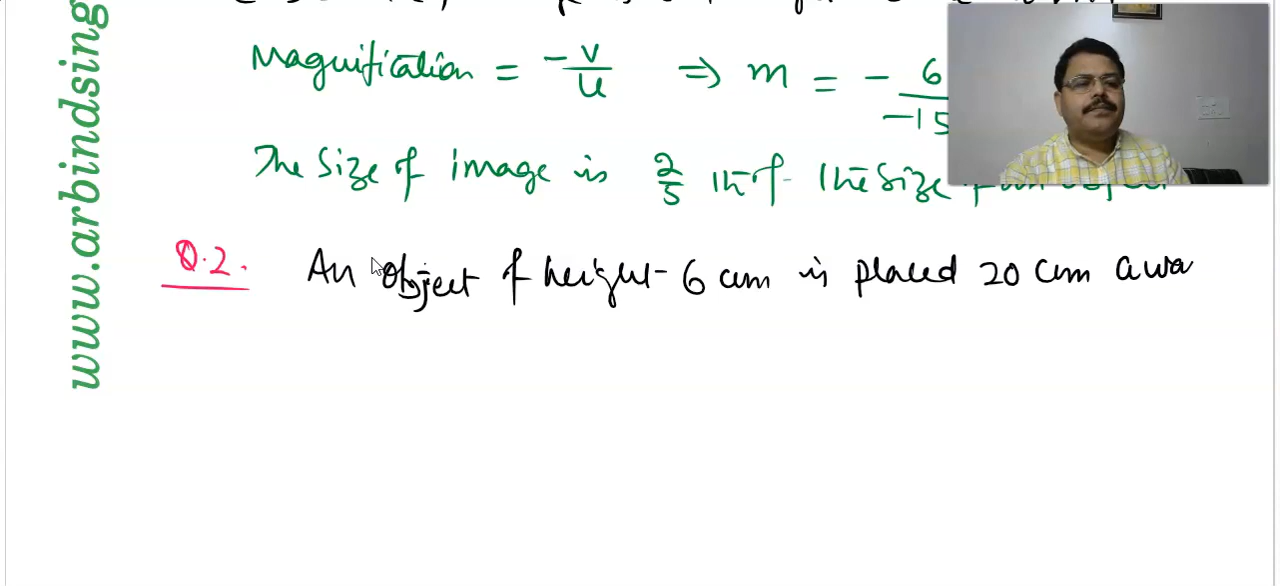 Magnification = -v/u ⇒ m = - 6/-15
The size of image is 2/5 th of the size
Q.2. An object of height 6 cm is placed 20 cm awa
www.arbindsing